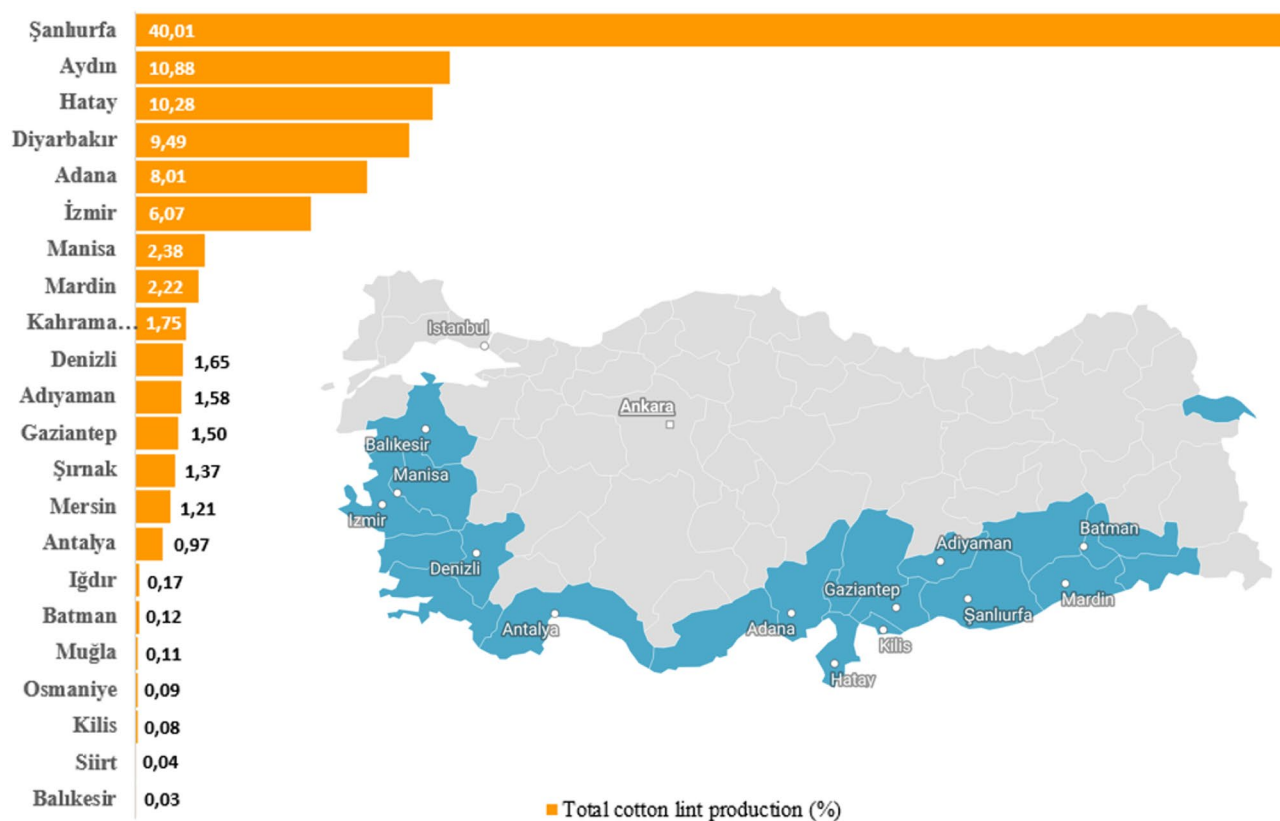 Şanlıurfa 40,01
Aydın 10,88
Hatay 10,28
Diyarbakır 9,49
Adana 8,01
İzmir 6,07
Manisa 2,38
Mardin 2,22
Kahrama... 1,75
Denizli 1,65
Adıyaman 1,58
Gaziantep 1,50
Şırnak 1,37
Mersin 1,21
Antalya 0,97
Iğdır 0,17
Batman 0,12
Muğla 0,11
Osmaniye 0,09
Kilis 0,08
Siirt 0,04
Balıkesir 0,03
Istanbul
Ankara
Balıkesir
Manisa
Izmir
Denizli
Antalya
Adana
Gaziantep
Hatay
Kilis
Adiyaman
Şanlıurfa
Batman
Mardin
Total cotton lint production (%)